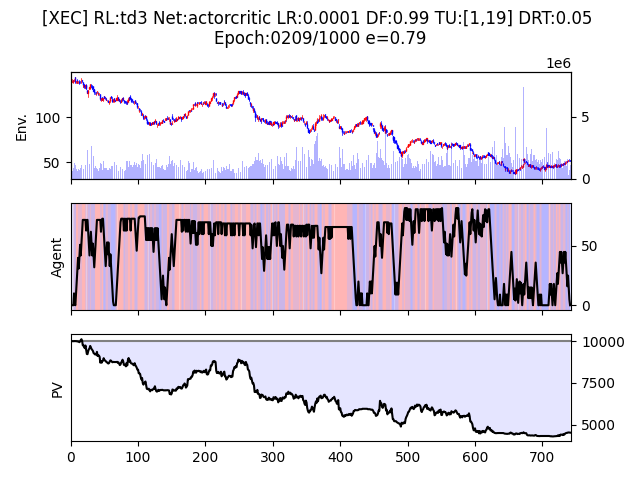 [XEC] RL:td3 Net:actorcritic LR:0.0001 DF:0.99 TU:[1,19] DRT:0.05
Epoch:0209/1000 e=0.79
1e6
Env.
100
50
5
0
Agent
50
0
PV
10000
7500
5000
0 100 200 300 400 500 600 700